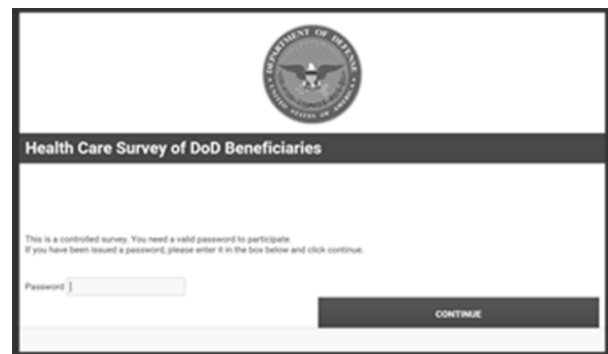 DEPARTMENT OF DEFENSE
UNITED STATES OF AMERICA
Health Care Survey of DoD Beneficiaries
This is a controlled survey. You need a valid password to participate.
If you have been issued a password, please enter it in the box below and click continue.
Password
CONTINUE